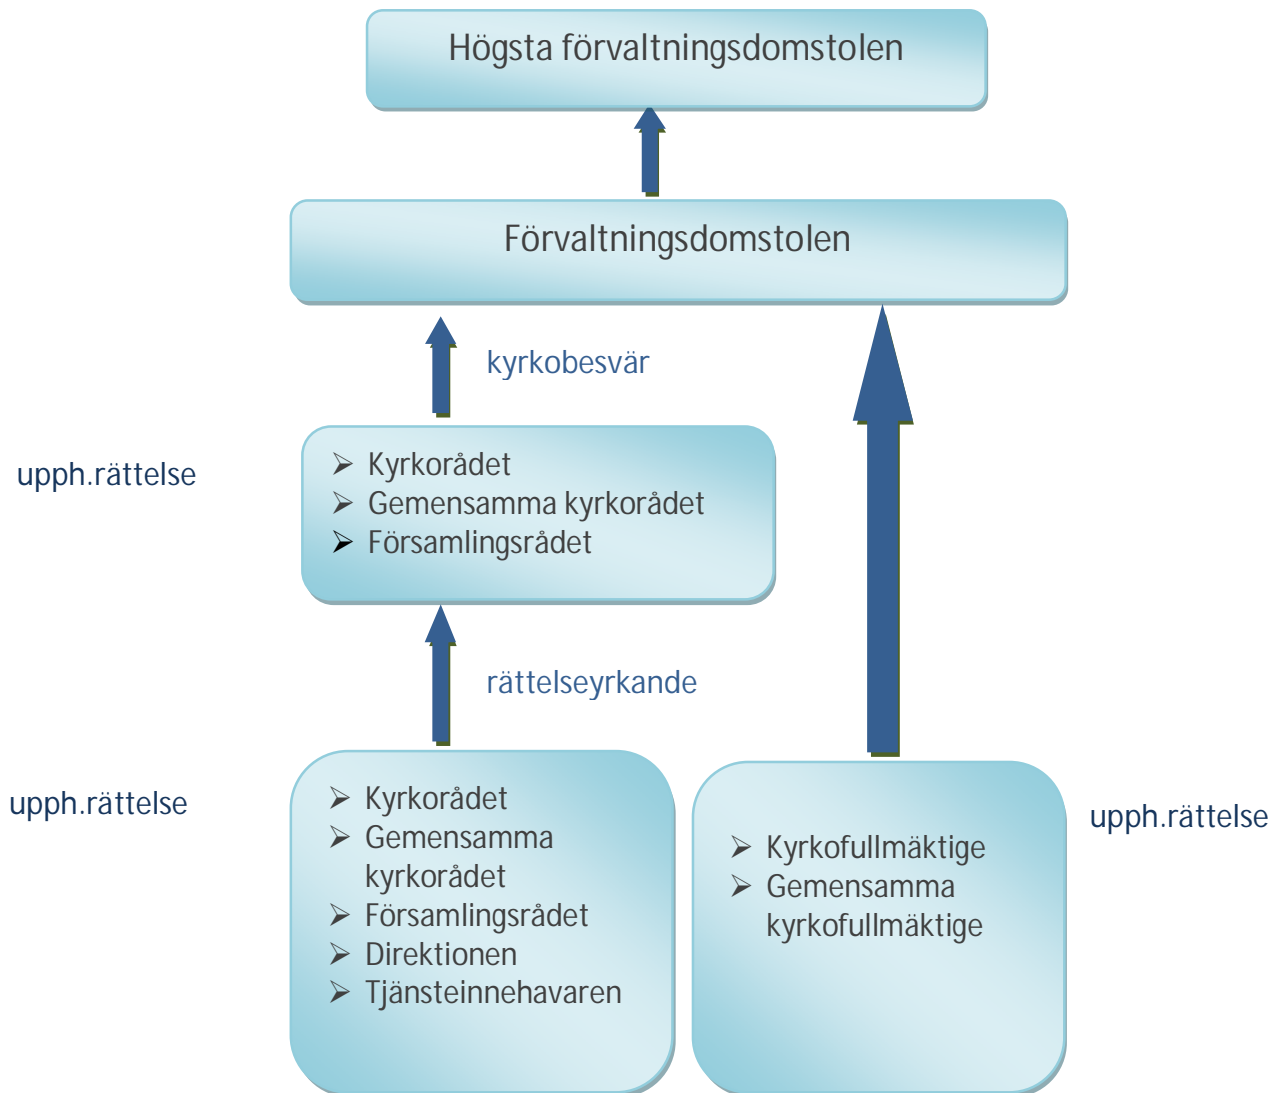 Högsta förvaltningsdomstolen
Förvaltningsdomstolen
kyrkobesvär
upph.rättelse
➢ Kyrkorådet
➢ Gemensamma kyrkorådet
➢ Församlingsrådet
rättelseyrkande
upph.rättelse
➢ Kyrkorådet
➢ Gemensamma
kyrkorådet
➢ Församlingsrådet
➢ Direktionen
➢ Tjänsteinnehavaren
➢ Kyrkofullmäktige
➢ Gemensamma
kyrkofullmäktige
upph.rättelse